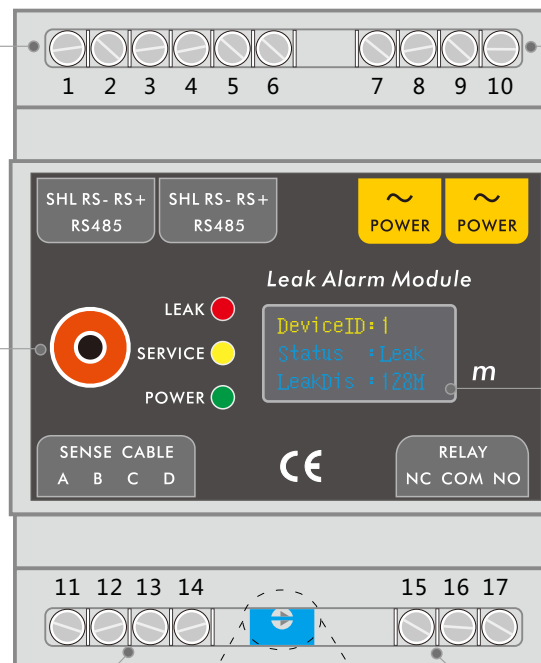 1 2 3 4 5 6 7 8 9 10
SHL RS- RS+ SHL RS- RS+
RS485 RS485
～ ～
POWER POWER
Leak Alarm Module
LEAK
DeviceID:1
SERVICE
Status :Leak
m
LeakDis :128M
POWER
SENSE CABLE
A B C D
CE
RELAY
NC COM NO
11 12 13 14 15 16 17